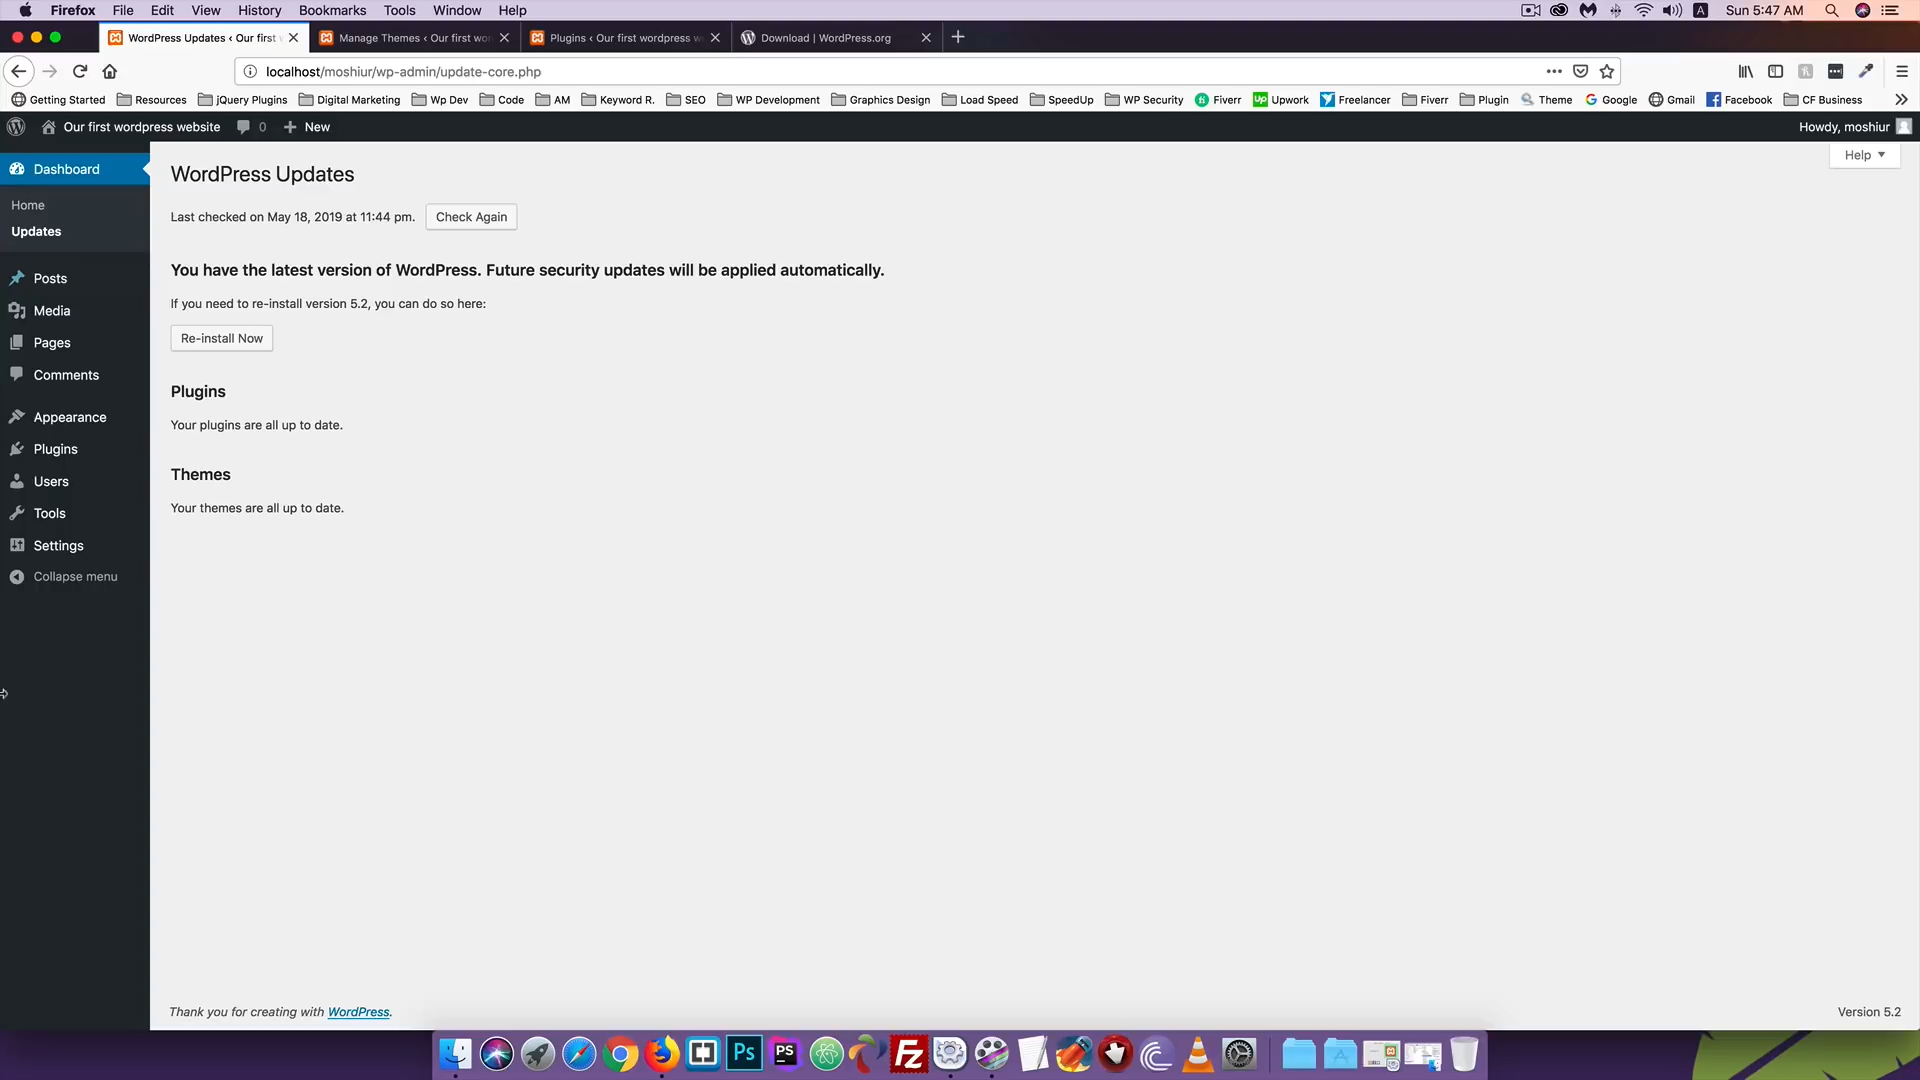 Firefox File Edit View History Bookmarks Tools Window Help
A Sun 5:47 AM
WordPress Updates ‹ Our first
Manage Themes ‹ Our first wo
Plugins ‹ Our first wordpress w
Download | WordPress.org
localhost/moshiur/wp-admin/update-core.php
Getting Started Resources jQuery Plugins Digital Marketing Wp Dev Code AM Keyword R. SEO WP Development Graphics Design Load Speed SpeedUp WP Security Fiverr Upwork Freelancer Fiverr Plugin Theme Google Gmail Facebook CF Business
Our first wordpress website 0 New
Howdy, moshiur
Help
Dashboard
Home
Updates
Posts
Media
Pages
Comments
Appearance
Plugins
Users
Tools
Settings
Collapse menu
WordPress Updates
Last checked on May 18, 2019 at 11:44 pm. Check Again
You have the latest version of WordPress. Future security updates will be applied automatically.
If you need to re-install version 5.2, you can do so here:
Re-install Now
Plugins
Your plugins are all up to date.
Themes
Your themes are all up to date.
Thank you for creating with WordPress.
Version 5.2
Ps
PS
FZ